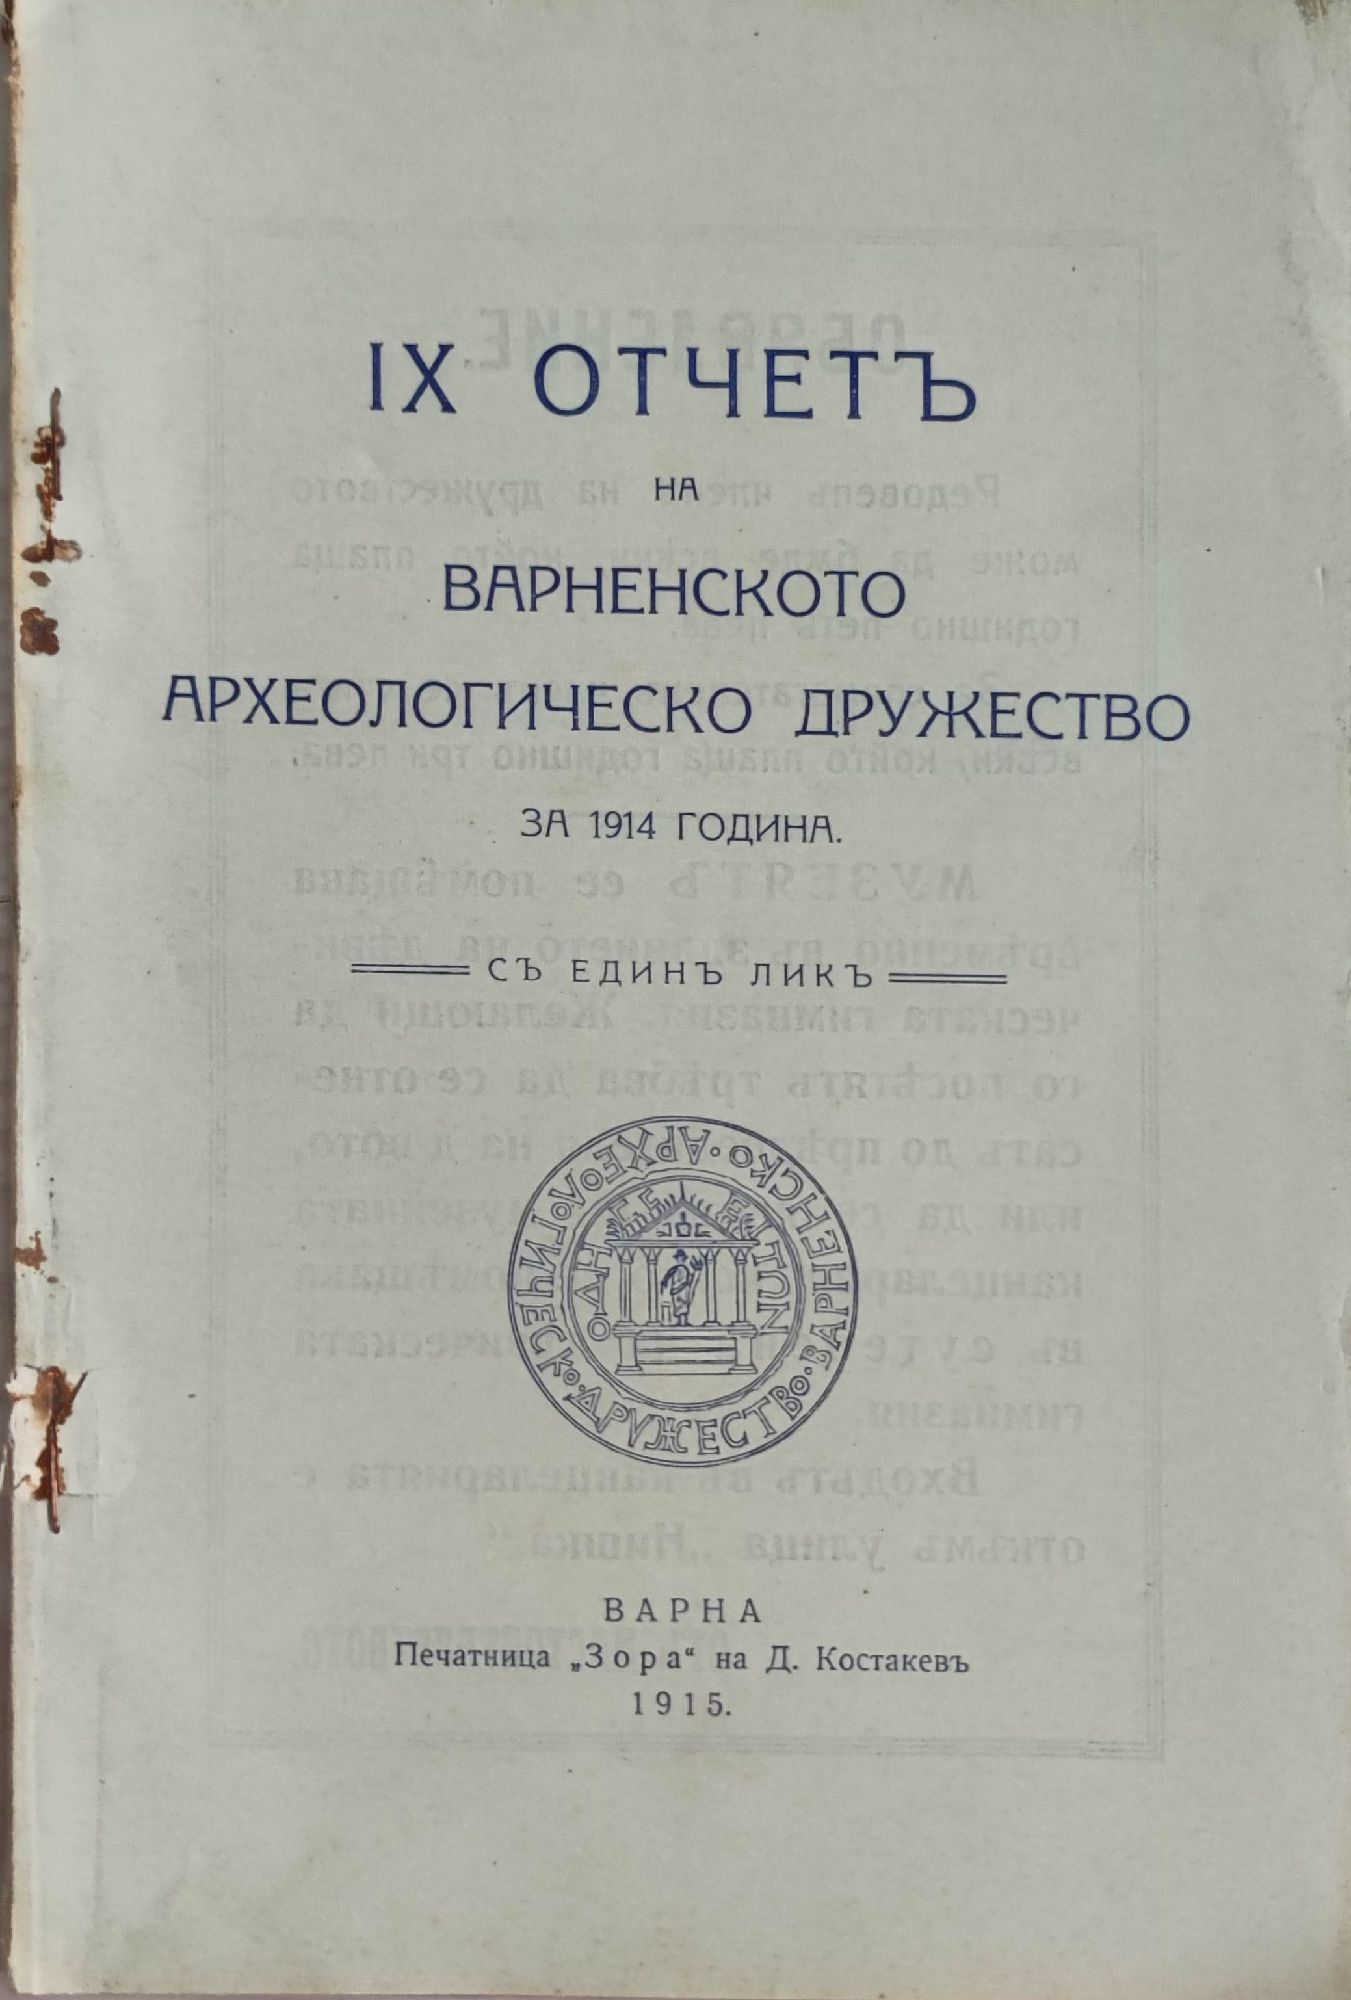 IX ОТЧЕТЪ
НА
ВАРНЕНСКОТО
АРХЕОЛОГИЧЕСКО ДРУЖЕСТВО
ЗА 1914 ГОДИНА.
СЪ ЕДИНЪ ЛИКЪ
ВАРНЕНСКО · АРХЕОЛОГИЧЕСКО · ДРУЖЕСТВО ·
ВАРНА
Печатница „Зора“ на Д. Костакевъ
1915.